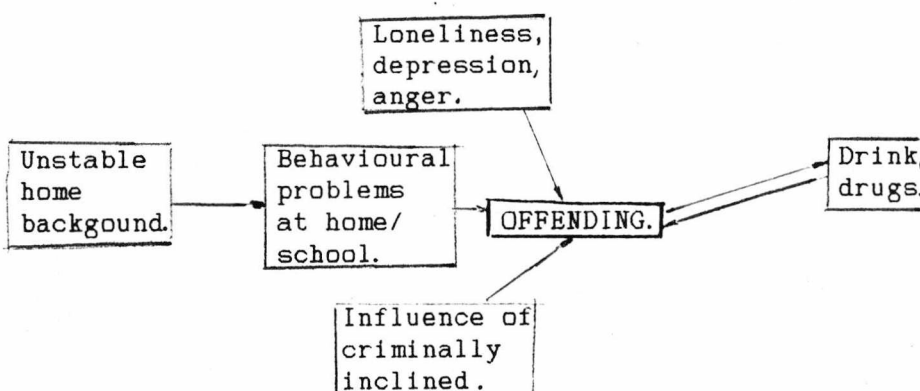 Loneliness,
depression,
anger.
Unstable
home
backgound.
Behavioural
problems
at home/
school.
OFFENDING.
Drink,
drugs.
Influence of
criminally
inclined.